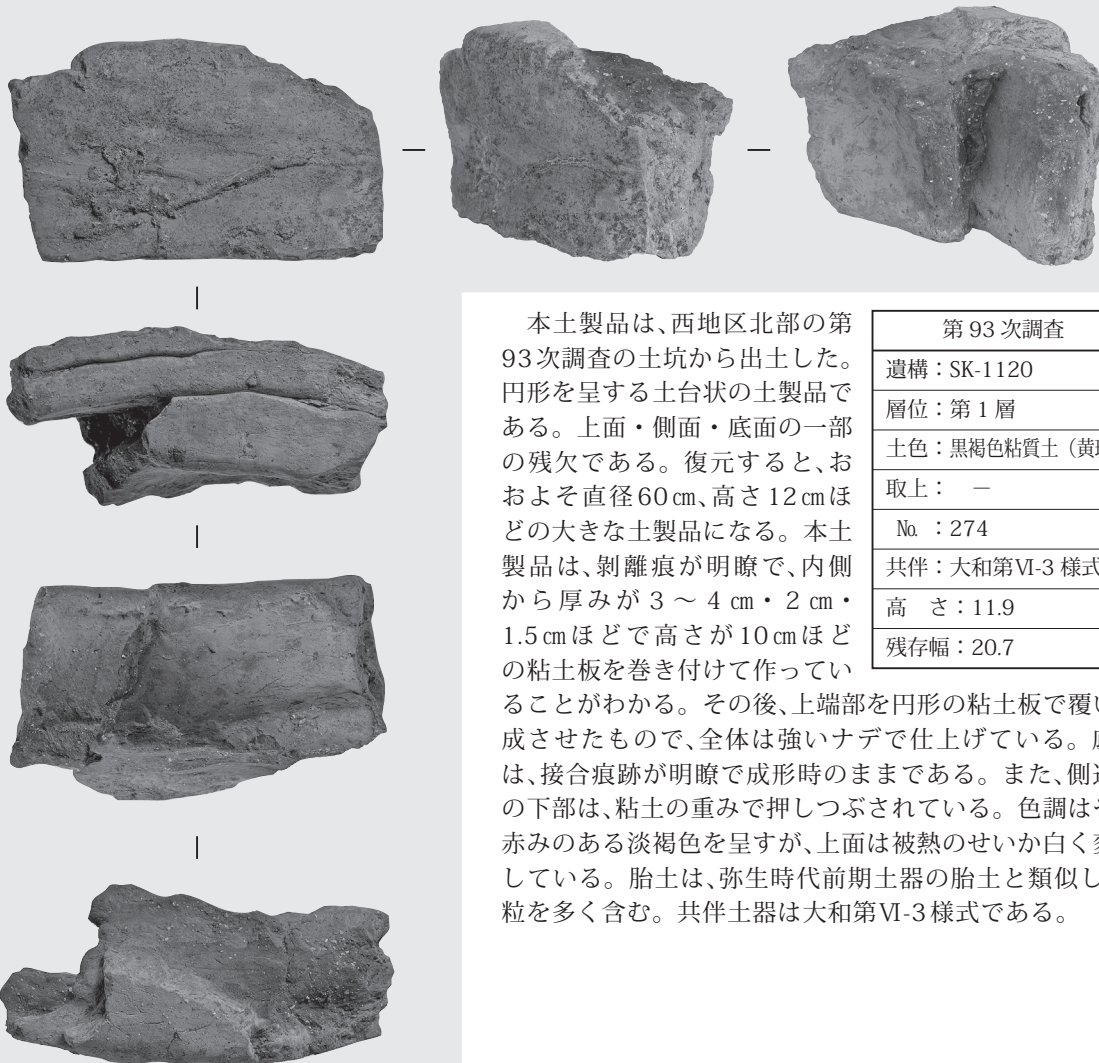 本土製品は、西地区北部の第
93次調査の土坑から出土した。
円形を呈する土台状の土製品で
ある。上面・側面・底面の一部
の残欠である。復元すると、お
およそ直径60㎝、高さ12㎝ほ
どの大きな土製品になる。本土
製品は、剝離痕が明瞭で、内側
から厚みが3～4㎝・2㎝・
1.5㎝ほどで高さが10㎝ほど
の粘土板を巻き付けて作ってい
ることがわかる。その後、上端部を円形の粘土板で覆い
成させたもので、全体は強いナデで仕上げている。
は、接合痕跡が明瞭で成形時のままである。また、側
の下部は、粘土の重みで押しつぶされている。色調は
赤みのある淡褐色を呈すが、上面は被熱のせいか白く
している。胎土は、弥生時代前期土器の胎土と類似し
粒を多く含む。共伴土器は大和第Ⅵ-3様式である。
第93次調査
遺構：SK-1120
層位：第1層
土色：黒褐色粘質土（黄
取上：　－
№：274
共伴：大和第Ⅵ-3様式
高　さ：11.9
残存幅：20.7